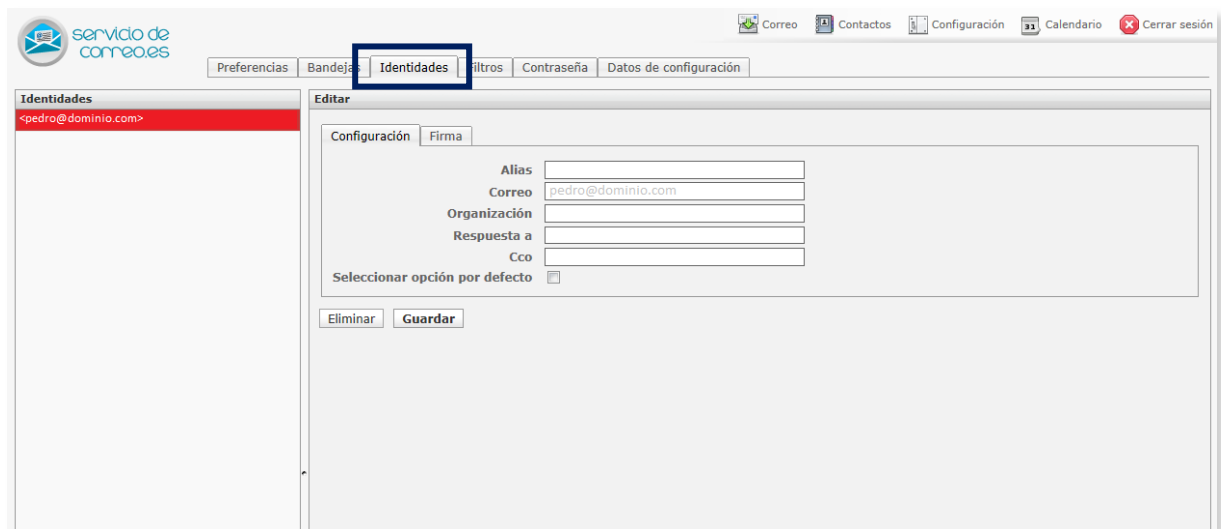 servicio de
correo.es
Correo Contactos Configuración 31 Calendario Cerrar sesión
Preferencias Bandejas Identidades Filtros Contraseña Datos de configuración
Identidades
<pedro@dominio.com>
Editar
Configuración Firma
Alias
Correo pedro@dominio.com
Organización
Respuesta a
Cco
Seleccionar opción por defecto
Eliminar Guardar